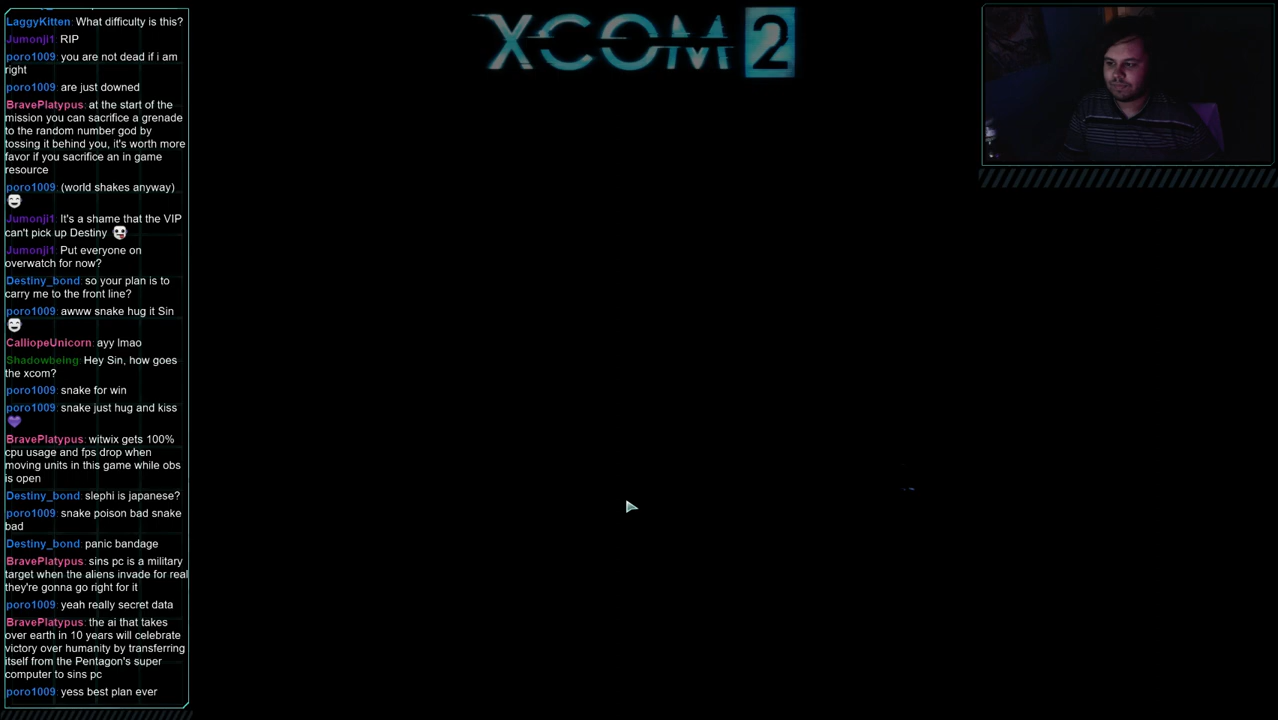 XCOM 2
LaggyKitten: What difficulty is this?
Jumonji1: RIP
poro1009: you are not dead if i am
right
poro1009: are just downed
BravePlatypus: at the start of the
mission you can sacrifice a grenade
to the random number god by
tossing it behind you, it's worth more
favor if you sacrifice an in game
resource
poro1009: (world shakes anyway)
Jumonji1: It's a shame that the VIP
can't pick up Destiny
Jumonji1: Put everyone on
overwatch for now?
Destiny_bond: so your plan is to
carry me to the front line?
poro1009: awww snake hug it Sin
CalliopeUnicorn: ayy lmao
Shadowbeing: Hey Sin, how goes
the xcom?
poro1009: snake for win
poro1009: snake just hug and kiss
BravePlatypus: witwix gets 100%
cpu usage and fps drop when
moving units in this game while obs
is open
Destiny_bond: slephi is japanese?
poro1009: snake poison bad snake
bad
Destiny_bond: panic bandage
BravePlatypus: sins pc is a military
target when the aliens invade for real
they're gonna go right for it
poro1009: yeah really secret data
BravePlatypus: the ai that takes
over earth in 10 years will celebrate
victory over humanity by transferring
itself from the Pentagon's super
computer to sins pc
poro1009: yess best plan ever